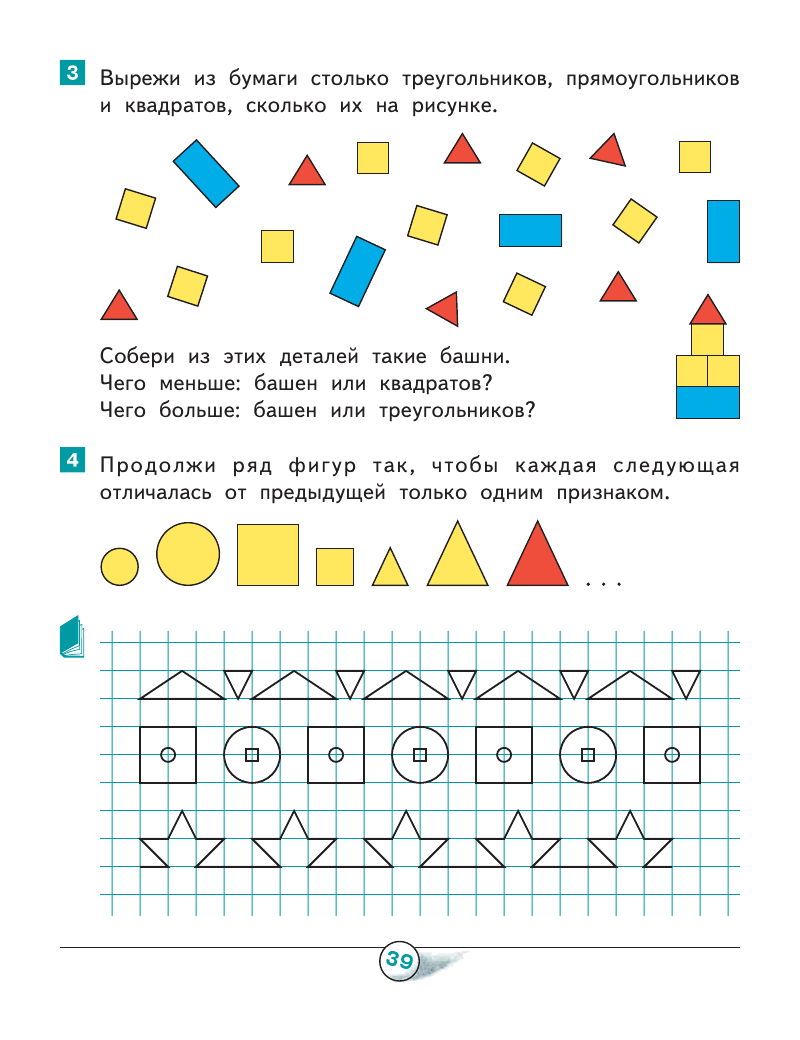 3
Вырежи из бумаги столько треугольников, прямоугольников
и квадратов, сколько их на рисунке.
Собери из этих деталей такие башни.
Чего меньше: башен или квадратов?
Чего больше: башен или треугольников?
4
Продолжи ряд фигур так, чтобы каждая следующая
отличалась от предыдущей только одним признаком.
. . .
39